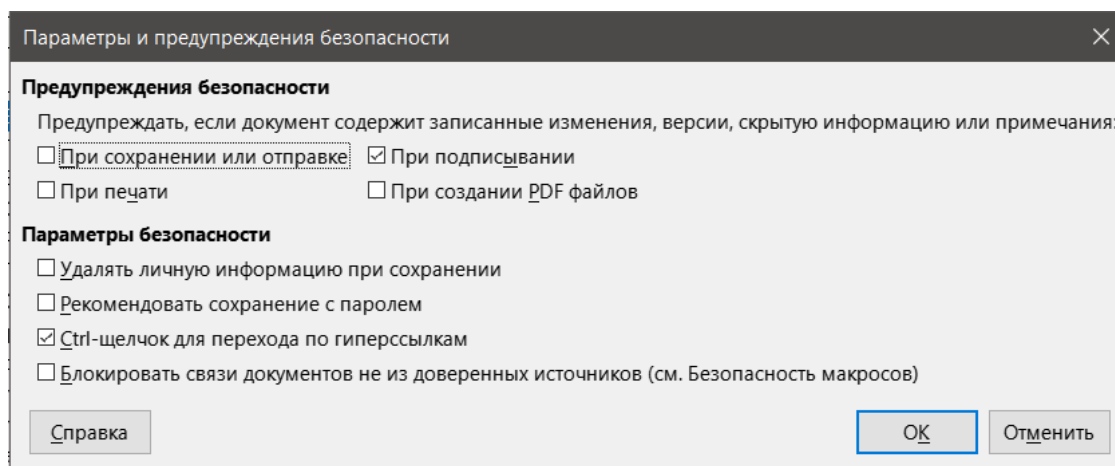 Параметры и предупреждения безопасности
Предупреждения безопасности
Предупреждать, если документ содержит записанные изменения, версии, скрытую информацию или примечания:
При сохранении или отправке При подписывании
При печати При создании PDF файлов
Параметры безопасности
Удалять личную информацию при сохранении
Рекомендовать сохранение с паролем
Ctrl-щелчок для перехода по гиперссылкам
Блокировать связи документов не из доверенных источников (см. Безопасность макросов)
Справка OK Отменить